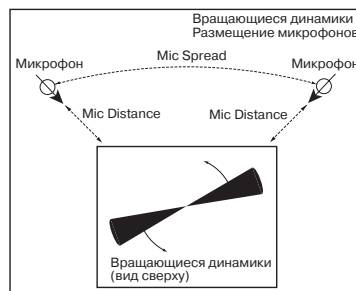 Вращающиеся динамики
Размещение микрофонов
Микрофон
Mic Spread
Микрофон
Mic Distance
Mic Distance
Вращающиеся динамики
(вид сверху)